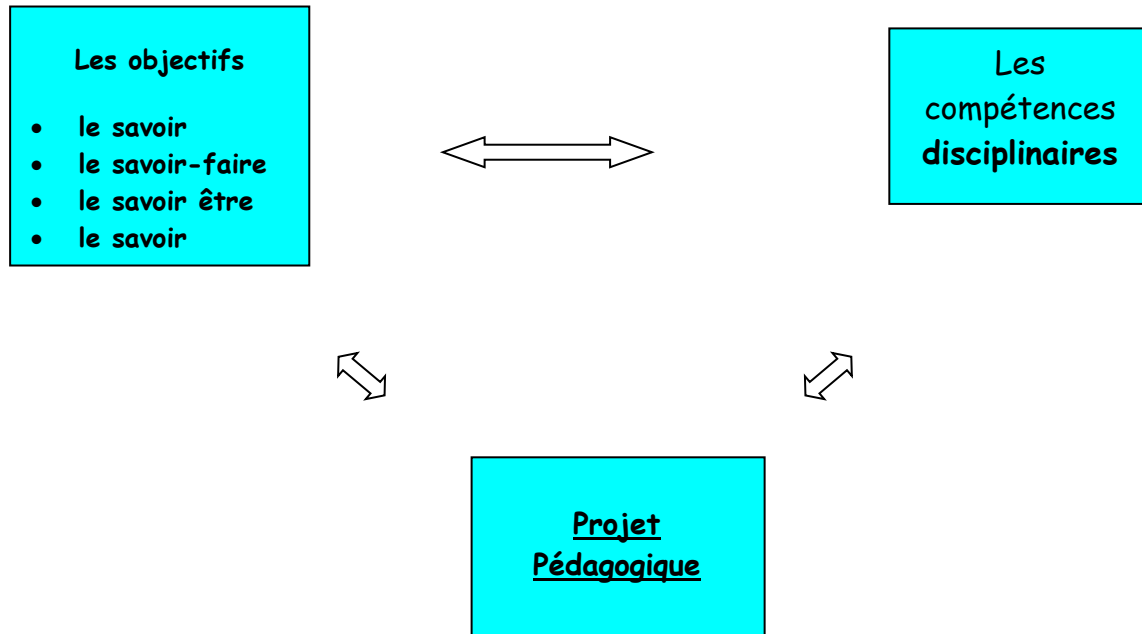 Les objectifs
• le savoir
• le savoir-faire
• le savoir être
• le savoir
Les
compétences
disciplinaires
Projet
Pédagogique